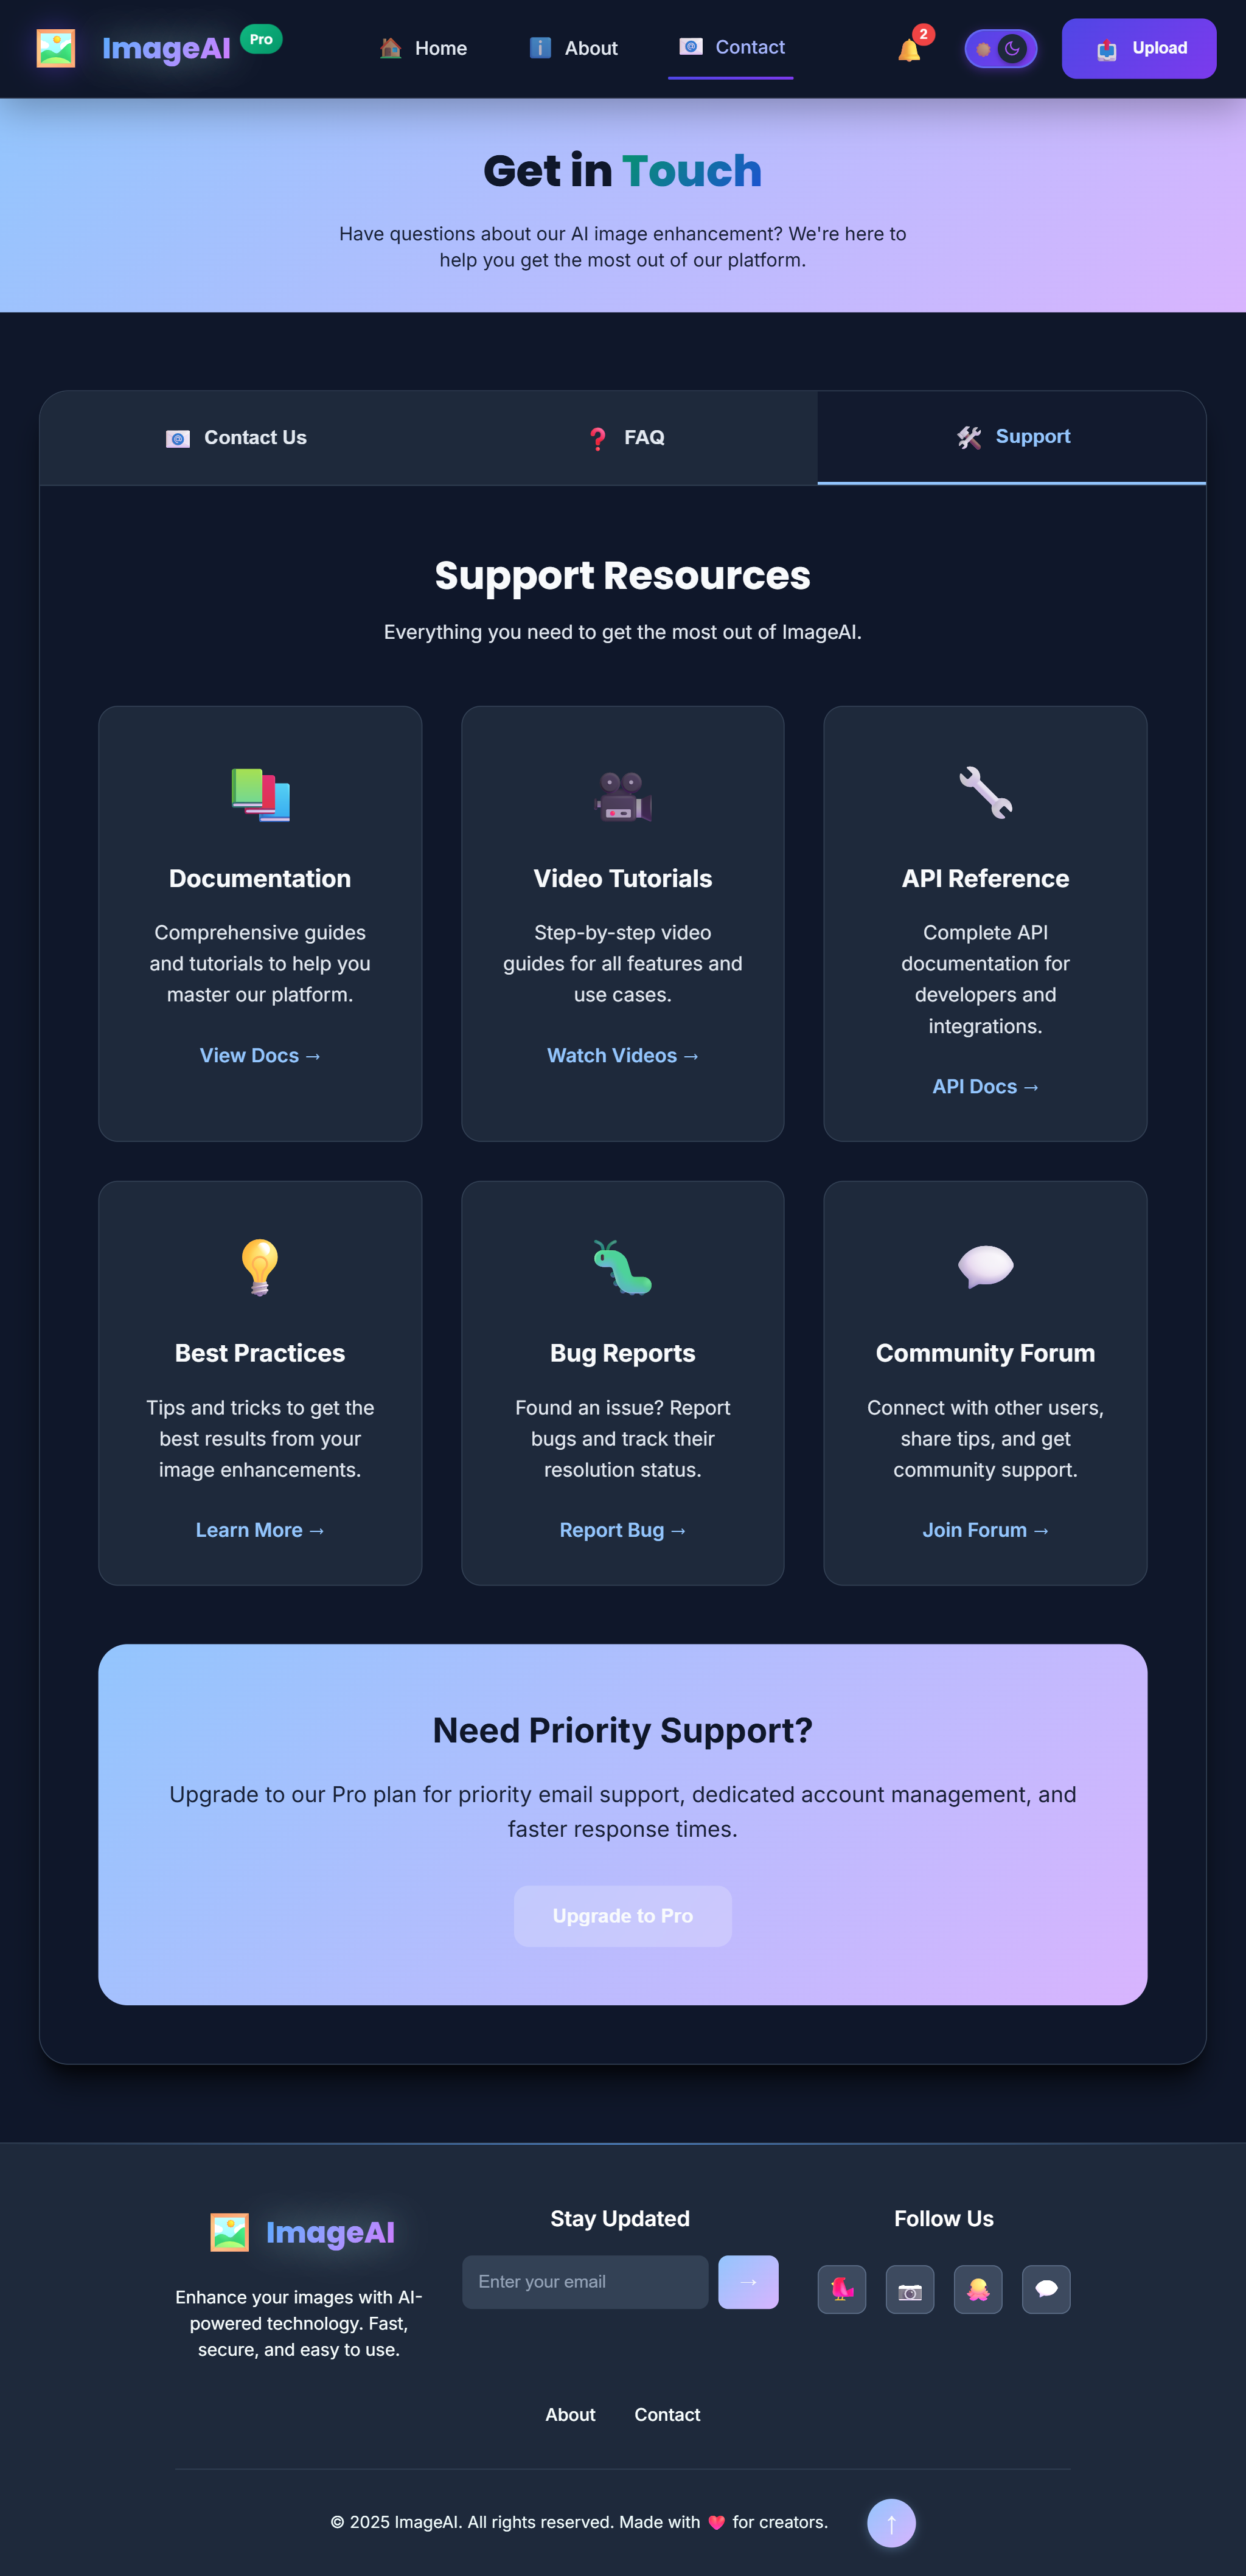 ImageAI Pro
Home
About
Contact
2
Upload
Get in Touch
Have questions about our AI image enhancement? We're here to
help you get the most out of our platform.
Contact Us
FAQ
Support
Support Resources
Everything you need to get the most out of ImageAI.
Documentation
Comprehensive guides
and tutorials to help you
master our platform.
View Docs →
Video Tutorials
Step-by-step video
guides for all features and
use cases.
Watch Videos →
API Reference
Complete API
documentation for
developers and
integrations.
API Docs →
Best Practices
Tips and tricks to get the
best results from your
image enhancements.
Learn More →
Bug Reports
Found an issue? Report
bugs and track their
resolution status.
Report Bug →
Community Forum
Connect with other users,
share tips, and get
community support.
Join Forum →
Need Priority Support?
Upgrade to our Pro plan for priority email support, dedicated account management, and
faster response times.
Upgrade to Pro
ImageAI
Enhance your images with AI-
powered technology. Fast,
secure, and easy to use.
Stay Updated
Enter your email
→
Follow Us
About
Contact
© 2025 ImageAI. All rights reserved. Made with 💖 for creators.
↑